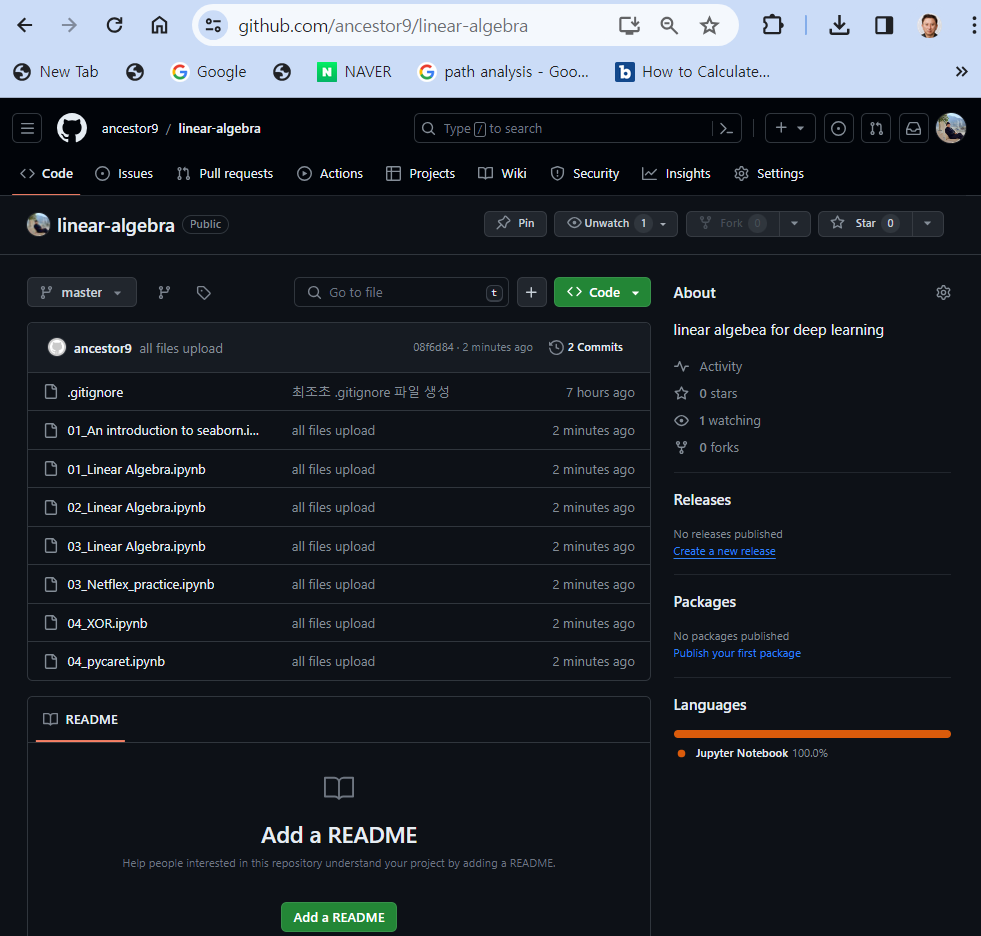 github.com/ancestor9/linear-algebra
New Tab Google NAVER path analysis - Goo... How to Calculate...
ancestor9 / linear-algebra Type / to search
Code Issues Pull requests Actions Projects Wiki Security Insights Settings
linear-algebra Public Pin Unwatch 1 Fork 0 Star 0
master Go to file t Code
About
linear algebea for deep learning
ancestor9 all files upload 08f6d84 · 2 minutes ago 2 Commits
.gitignore 최조초 .gitignore 파일 생성 7 hours ago
01_An introduction to seaborn.i... all files upload 2 minutes ago
01_Linear Algebra.ipynb all files upload 2 minutes ago
02_Linear Algebra.ipynb all files upload 2 minutes ago
03_Linear Algebra.ipynb all files upload 2 minutes ago
03_Netflex_practice.ipynb all files upload 2 minutes ago
04_XOR.ipynb all files upload 2 minutes ago
04_pycaret.ipynb all files upload 2 minutes ago
Activity
0 stars
1 watching
0 forks
Releases
No releases published
Create a new release
Packages
No packages published
Publish your first package
Languages
Jupyter Notebook 100.0%
README
Add a README
Help people interested in this repository understand your project by adding a README.
Add a README